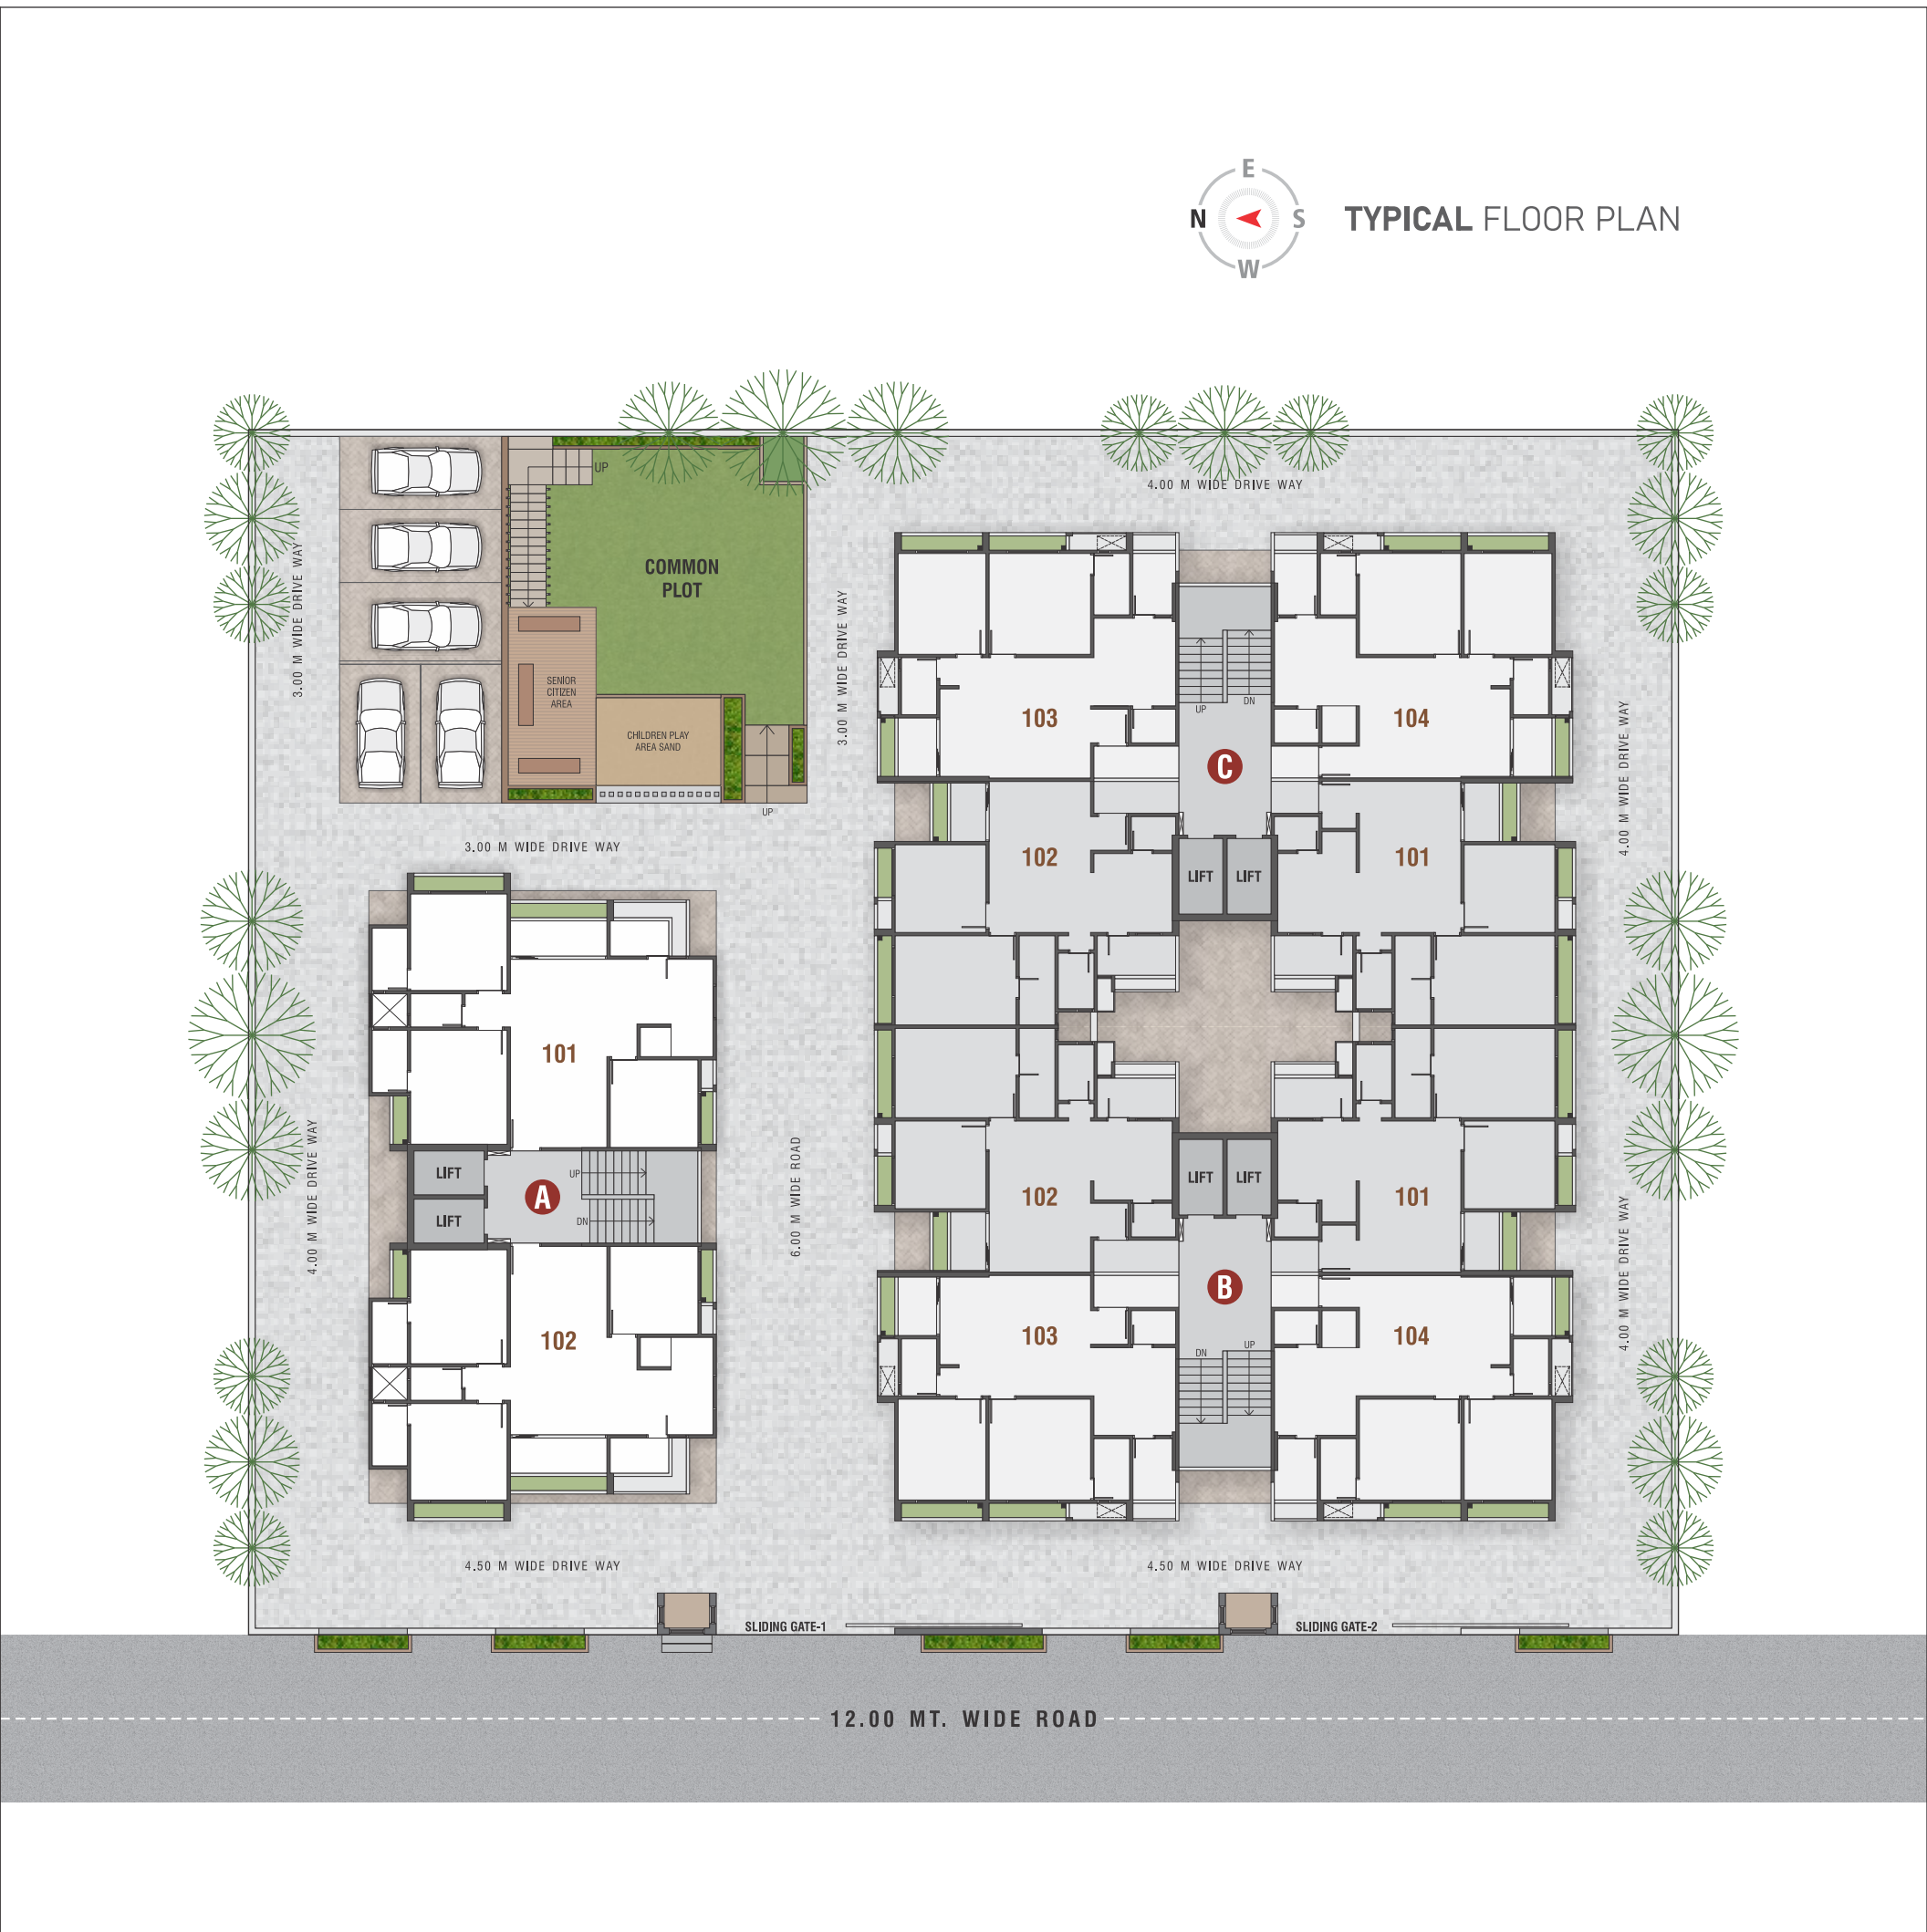 E
N
S
W
TYPICAL FLOOR PLAN
4.00 M WIDE DRIVE WAY
UP
COMMON
PLOT
3.00 M WIDE DRIVE WAY
3.00 M WIDE DRIVE WAY
SENIOR
CITIZEN
AREA
CHILDREN PLAY
AREA SAND
UP
3.00 M WIDE DRIVE WAY
UP
DN
103
104
C
4.00 M WIDE DRIVE WAY
102
101
LIFT
LIFT
101
LIFT
LIFT
A
UP
DN
102
4.00 M WIDE DRIVE WAY
6.00 M WIDE ROAD
LIFT
LIFT
102
101
B
4.00 M WIDE DRIVE WAY
103
104
DN
UP
4.50 M WIDE DRIVE WAY
4.50 M WIDE DRIVE WAY
SLIDING GATE-1
SLIDING GATE-2
12.00 MT. WIDE ROAD